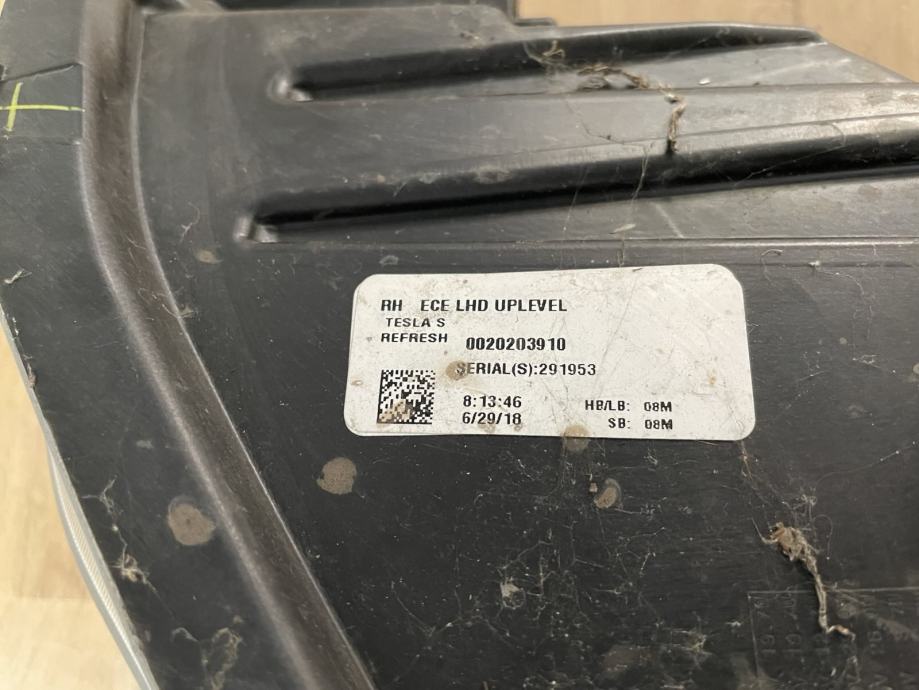 RH ECE LHD UPLEVEL
TESLA S
REFRESH 0020203910
SERIAL(S):291953
8:13:46 HB/LB: 08M
6/29/18 SB: 08M